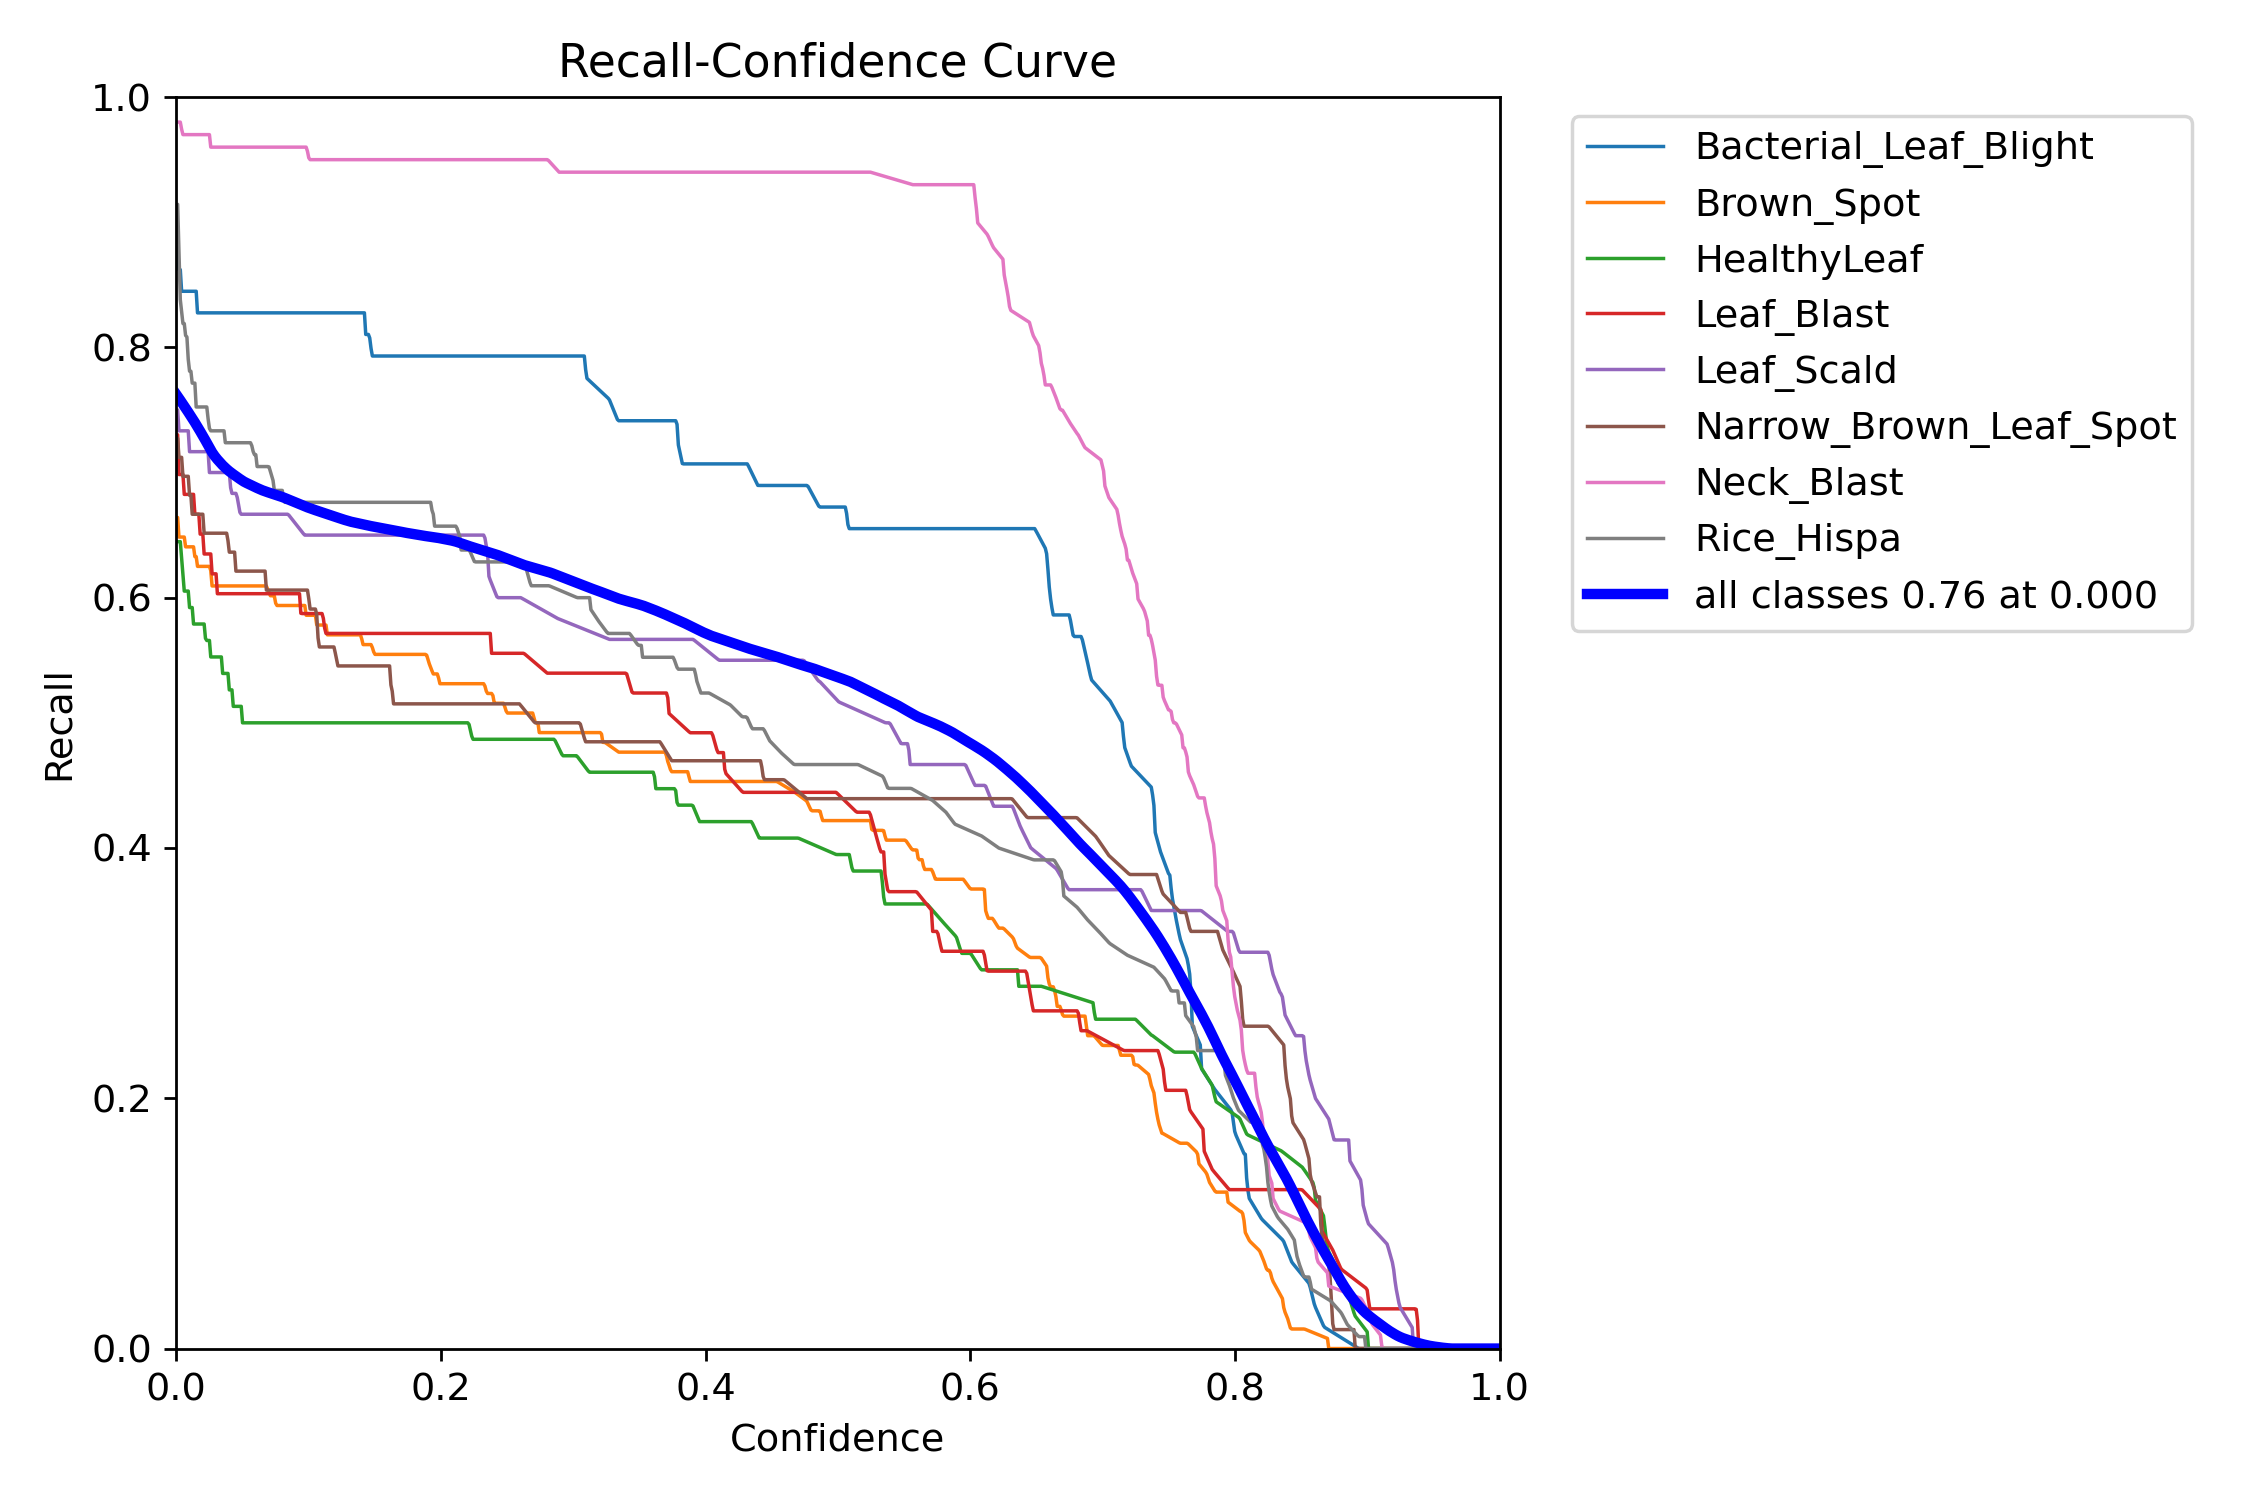 Recall-Confidence Curve
1.0
0.8
0.6
0.4
0.2
0.0
Recall
0.0 0.2 0.4 0.6 0.8 1.0
Confidence
Bacterial_Leaf_Blight
Brown_Spot
HealthyLeaf
Leaf_Blast
Leaf_Scald
Narrow_Brown_Leaf_Spot
Neck_Blast
Rice_Hispa
all classes 0.76 at 0.000